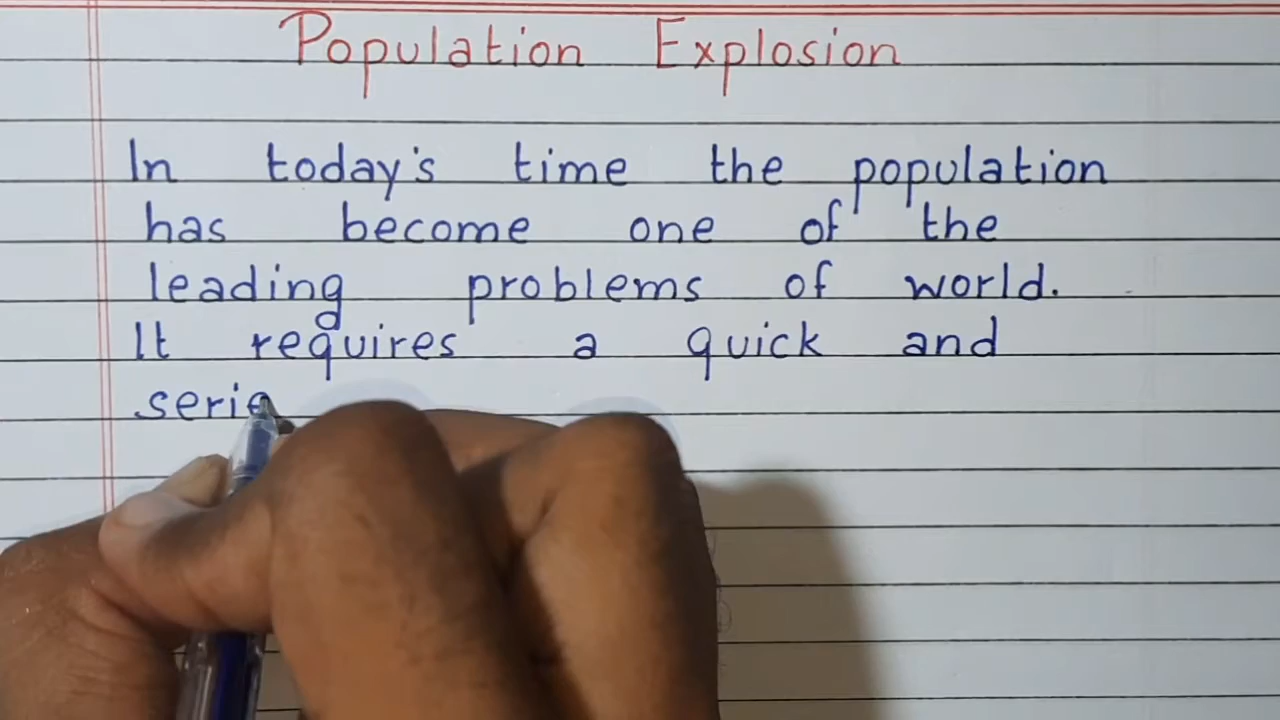 Population Explosion
In today's time the population
has become one of the
leading problems of world.
It requires a quick and
serio